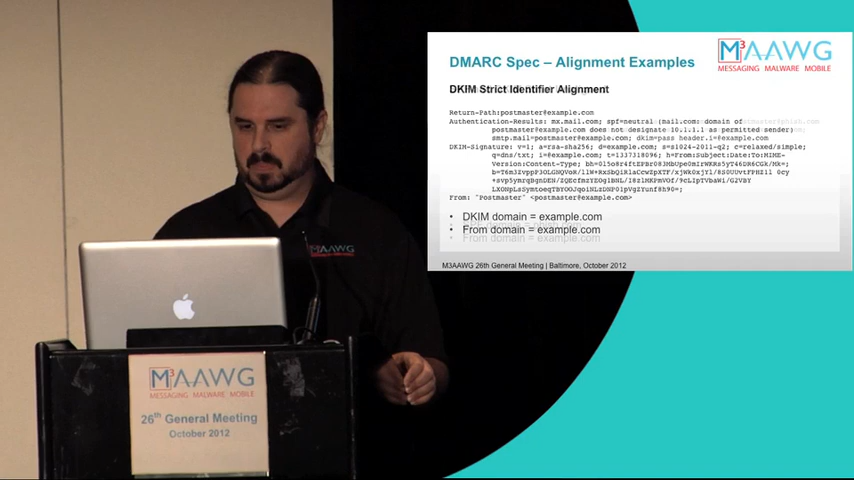 M3AAWG
MESSAGING MALWARE MOBILE
DMARC Spec – Alignment Examples
DKIM Strict Identifier Alignment
Return-Path:postmaster@example.com
Authentication-Results: mx.mail.com; spf=neutral (mail.com: domain of
postmaster@example.com does not designate 10.1.1.1 as permitted sender)
smtp.mail=postmaster@example.com; dkim=pass header.i=@example.com;
DKIM-Signature: v=1; a=rsa-sha256; d=example.com; s=s1024-2011-q2; c=relaxed/simple;
q=dns/txt; i=@example.com; t=1337318096; h=From:Subject:Date:To:MIME-
Version:Content-Type;
From: "Postmaster" <postmaster@example.com>
• DKIM domain = example.com
• From domain = example.com
• From domain = example.com
M3AAWG 26th General Meeting | Baltimore, October 2012
M3AAWG
M3AAWG
MESSAGING MALWARE MOBILE
26th General Meeting
October 2012